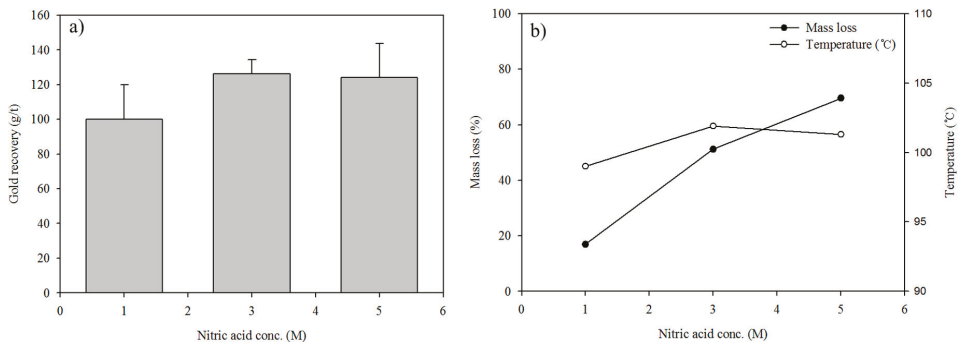 a)
160
140
120
100
80
60
40
20
0
Gold recovery (g/t)
0 1 2 3 4 5 6
Nitric acid conc. (M)
b)
Mass loss
Temperature (℃)
100
80
60
40
20
0
Mass loss (%)
110
105
100
95
90
Temperature (℃)
0 1 2 3 4 5 6
Nitric acid conc. (M)